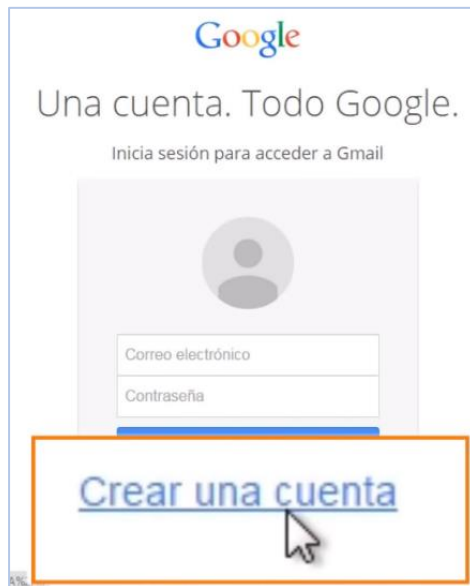 Google
Una cuenta. Todo Google.
Inicia sesión para acceder a Gmail
Correo electrónico
Contraseña
Crear una cuenta